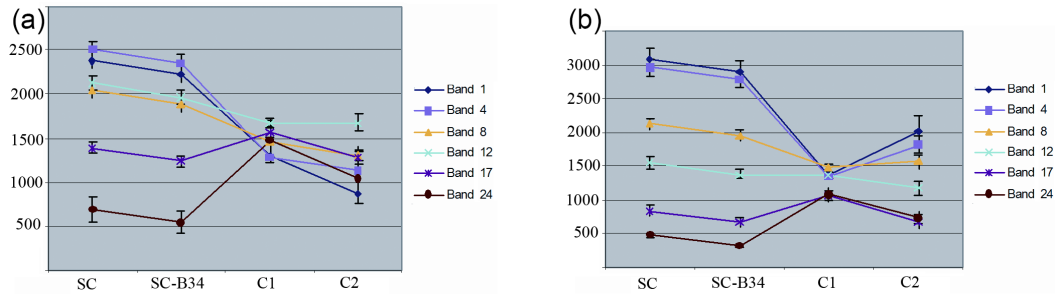 (a)
2500
2000
1500
1000
500
SC SC-B34 C1 C2
Band 1
Band 4
Band 8
Band 12
Band 17
Band 24
(b)
3000
2500
2000
1500
1000
500
SC SC-B34 C1 C2
Band 1
Band 4
Band 8
Band 12
Band 17
Band 24